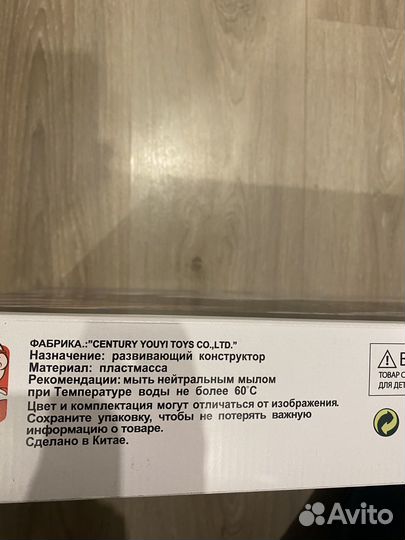 ФАБРИКА.:"CENTURY YOUYI TOYS CO.,LTD."
Назначение: развивающий конструктор
Материал: пластмасса
Рекомендации: мыть нейтральным мылом
при Температуре воды не более 60°С
Цвет и комплектация могут отличаться от изображения.
Сохраните упаковку, чтобы не потерять важную
информацию о товаре.
Сделано в Китае.
ТОВАР
ДЛЯ
Avito